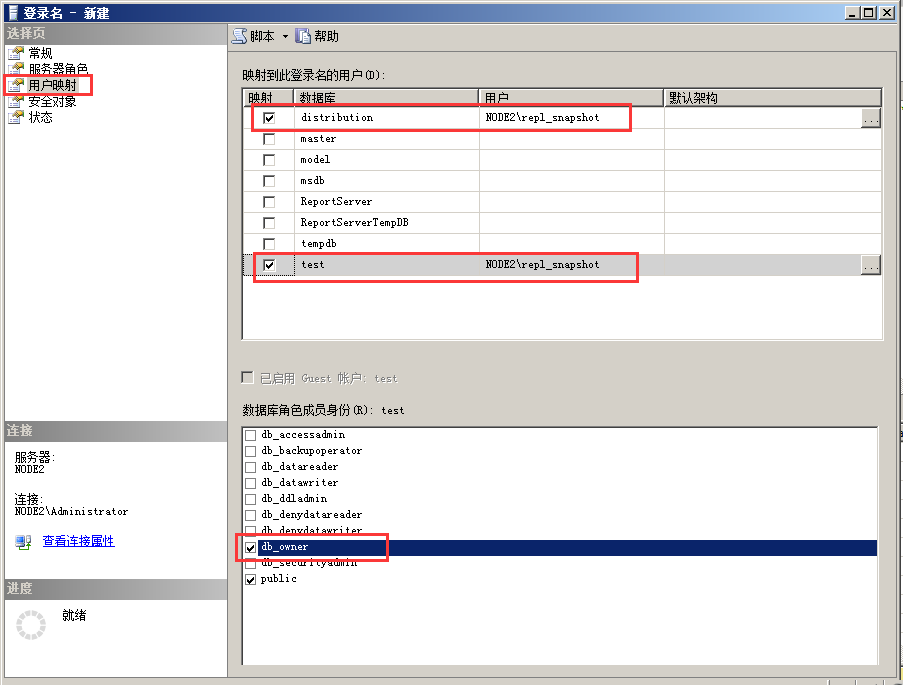 登录名 - 新建
选择页
常规
服务器角色
用户映射
安全对象
状态
脚本 帮助
映射到此登录名的用户(D):
映射 数据库 用户 默认架构
distribution NODE2\repl_snapshot ...
master
model
msdb
ReportServer
ReportServerTempDB
tempdb
test NODE2\repl_snapshot ...
已启用 Guest 帐户: test
数据库角色成员身份(R): test
db_accessadmin
db_backupoperator
db_datareader
db_datawriter
db_ddladmin
db_denydatareader
db_denydatawriter
db_owner
db_securityadmin
public
连接
服务器:
NODE2
连接:
NODE2\Administrator
查看连接属性
进度
就绪